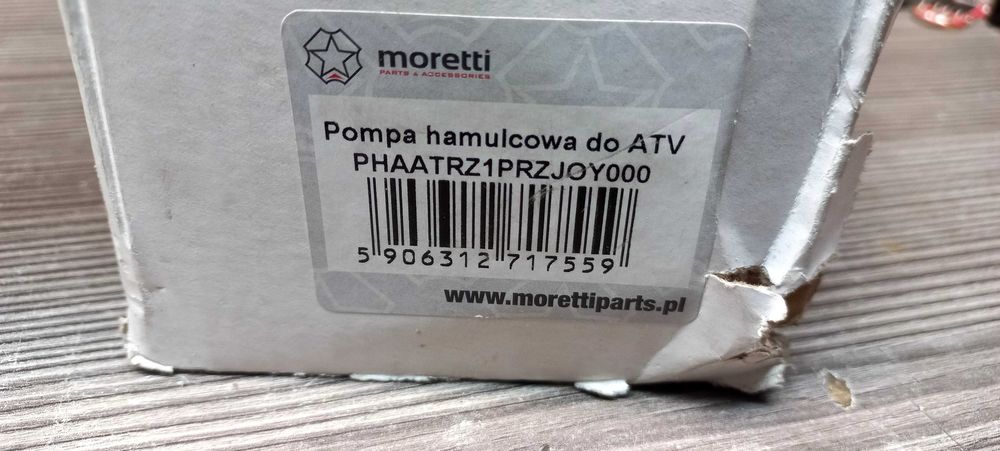 moretti
PARTS & ACCESSORIES
Pompa hamulcowa do ATV
PHAATRZ1PRZJOY000
5 906312 717559
www.morettiparts.pl